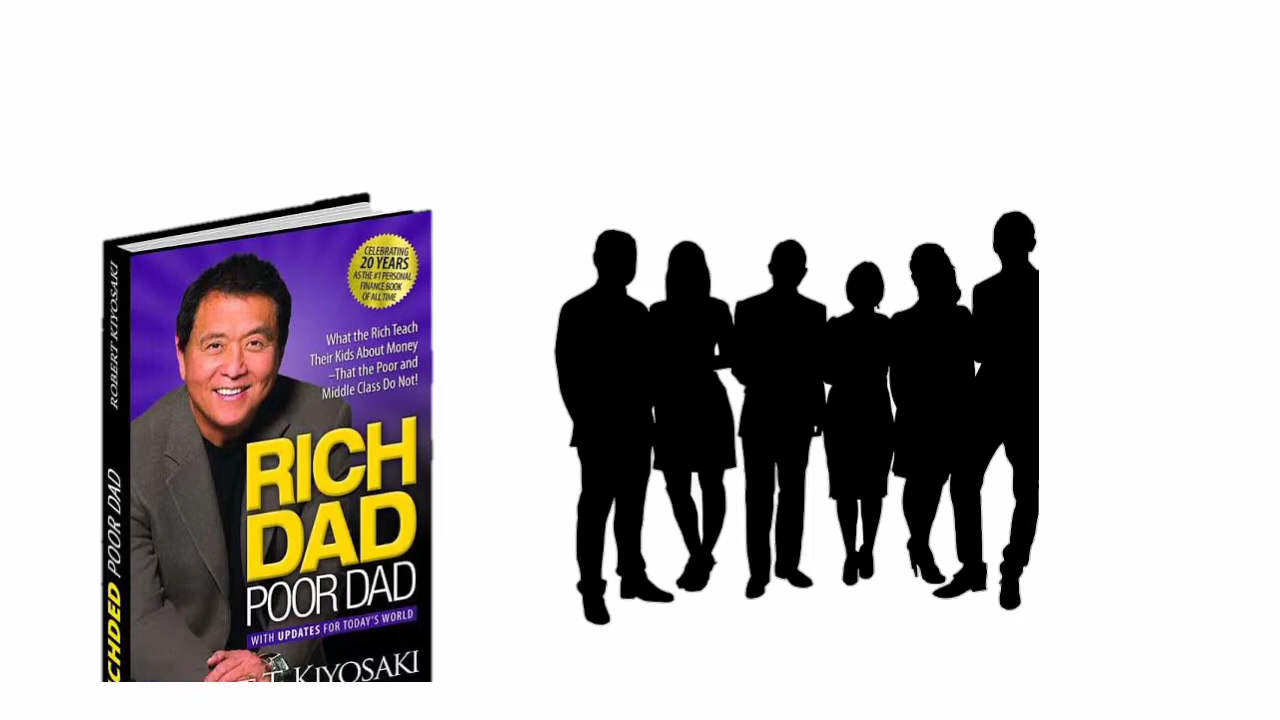 ROBERT KIYOSAKI
CHDED POOR DAD
CELEBRATING
20 YEARS
AS THE #1 PERSONAL
FINANCE BOOK
OF ALL TIME
What the Rich Teach
Their Kids About Money
–That the Poor and
Middle Class Do Not!
RICH
DAD
POOR DAD
WITH UPDATES FOR TODAY'S WORLD
T. KIYOSAKI